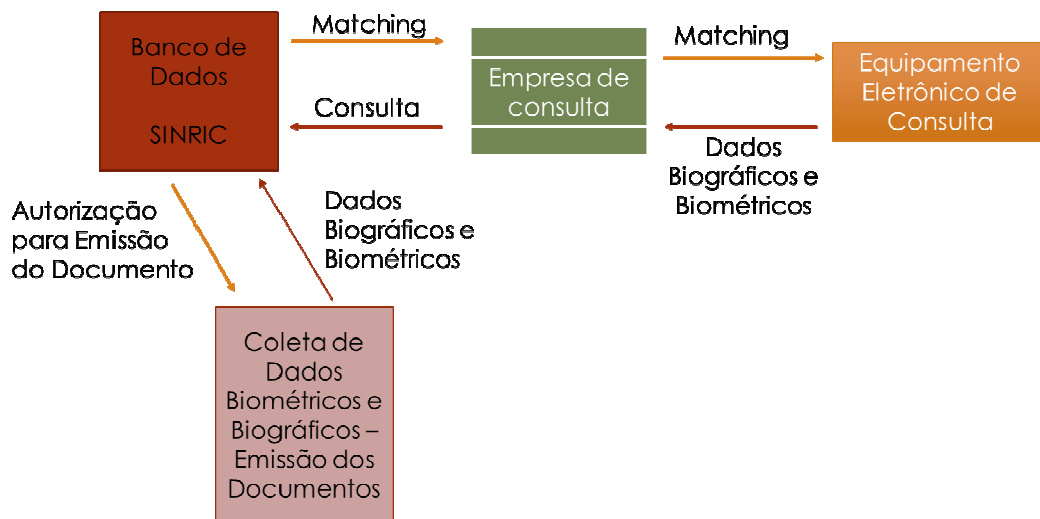 Banco de
Dados
SINRIC
Matching
Consulta
Empresa de
consulta
Matching
Dados
Biográficos e
Biométricos
Equipamento
Eletrônico de
Consulta
Autorização
para Emissão
do Documento
Dados
Biográficos e
Biométricos
Coleta de
Dados
Biométricos e
Biográficos –
Emissão dos
Documentos